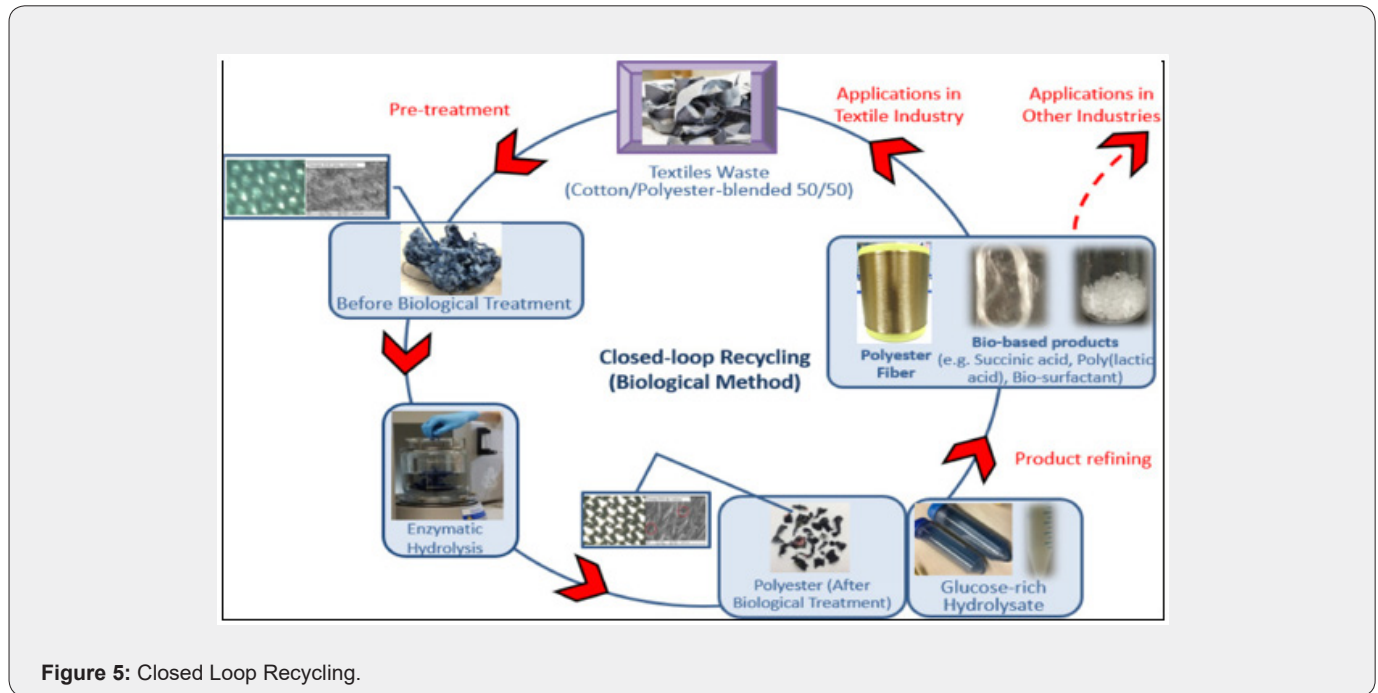 Pre-treatment
Applications in
Textile Industry
Applications in
Other Industries
Textiles Waste
(Cotton/Polyester-blended 50/50)
Before Biological Treatment
Closed-loop Recycling
(Biological Method)
Polyester
Fiber
Bio-based products
(e.g. Succinic acid, Poly(lactic
acid), Bio-surfactant)
Enzymatic
Hydrolysis
Product refining
Polyester (After
Biological Treatment)
Glucose-rich
Hydrolysate
Figure 5: Closed Loop Recycling.